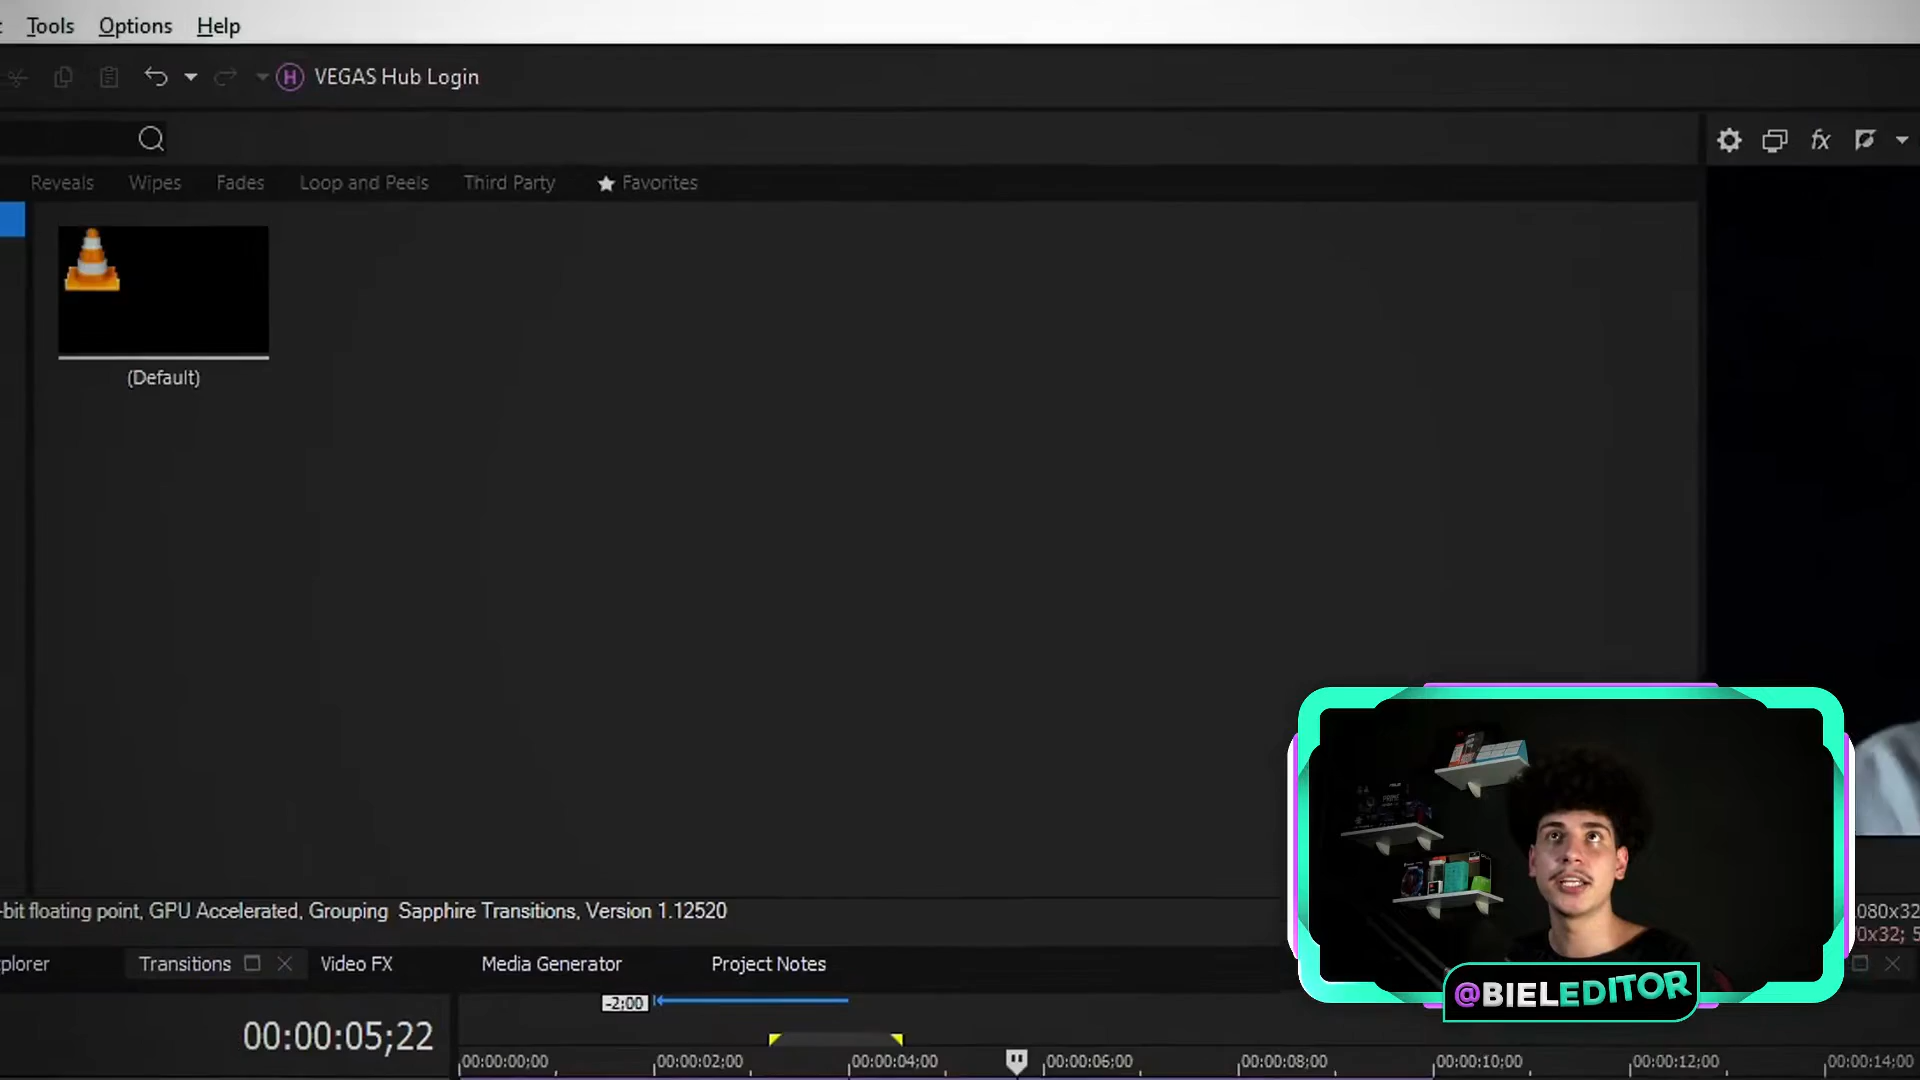 Tools Options Help
VEGAS Hub Login
Reveals Wipes Fades Loop and Peels Third Party Favorites
(Default)
-bit floating point, GPU Accelerated, Grouping Sapphire Transitions, Version 1.12520
plorer Transitions Video FX Media Generator Project Notes
-2;00
00:00:05;22
00:00:00;00 00:00:02;00 00:00:04;00 00:00:06;00 00:00:08;00 00:00:10;00 00:00:12;00 00:00:14;00
080x32
0x32; 5
PRIME
@BIELEDITOR